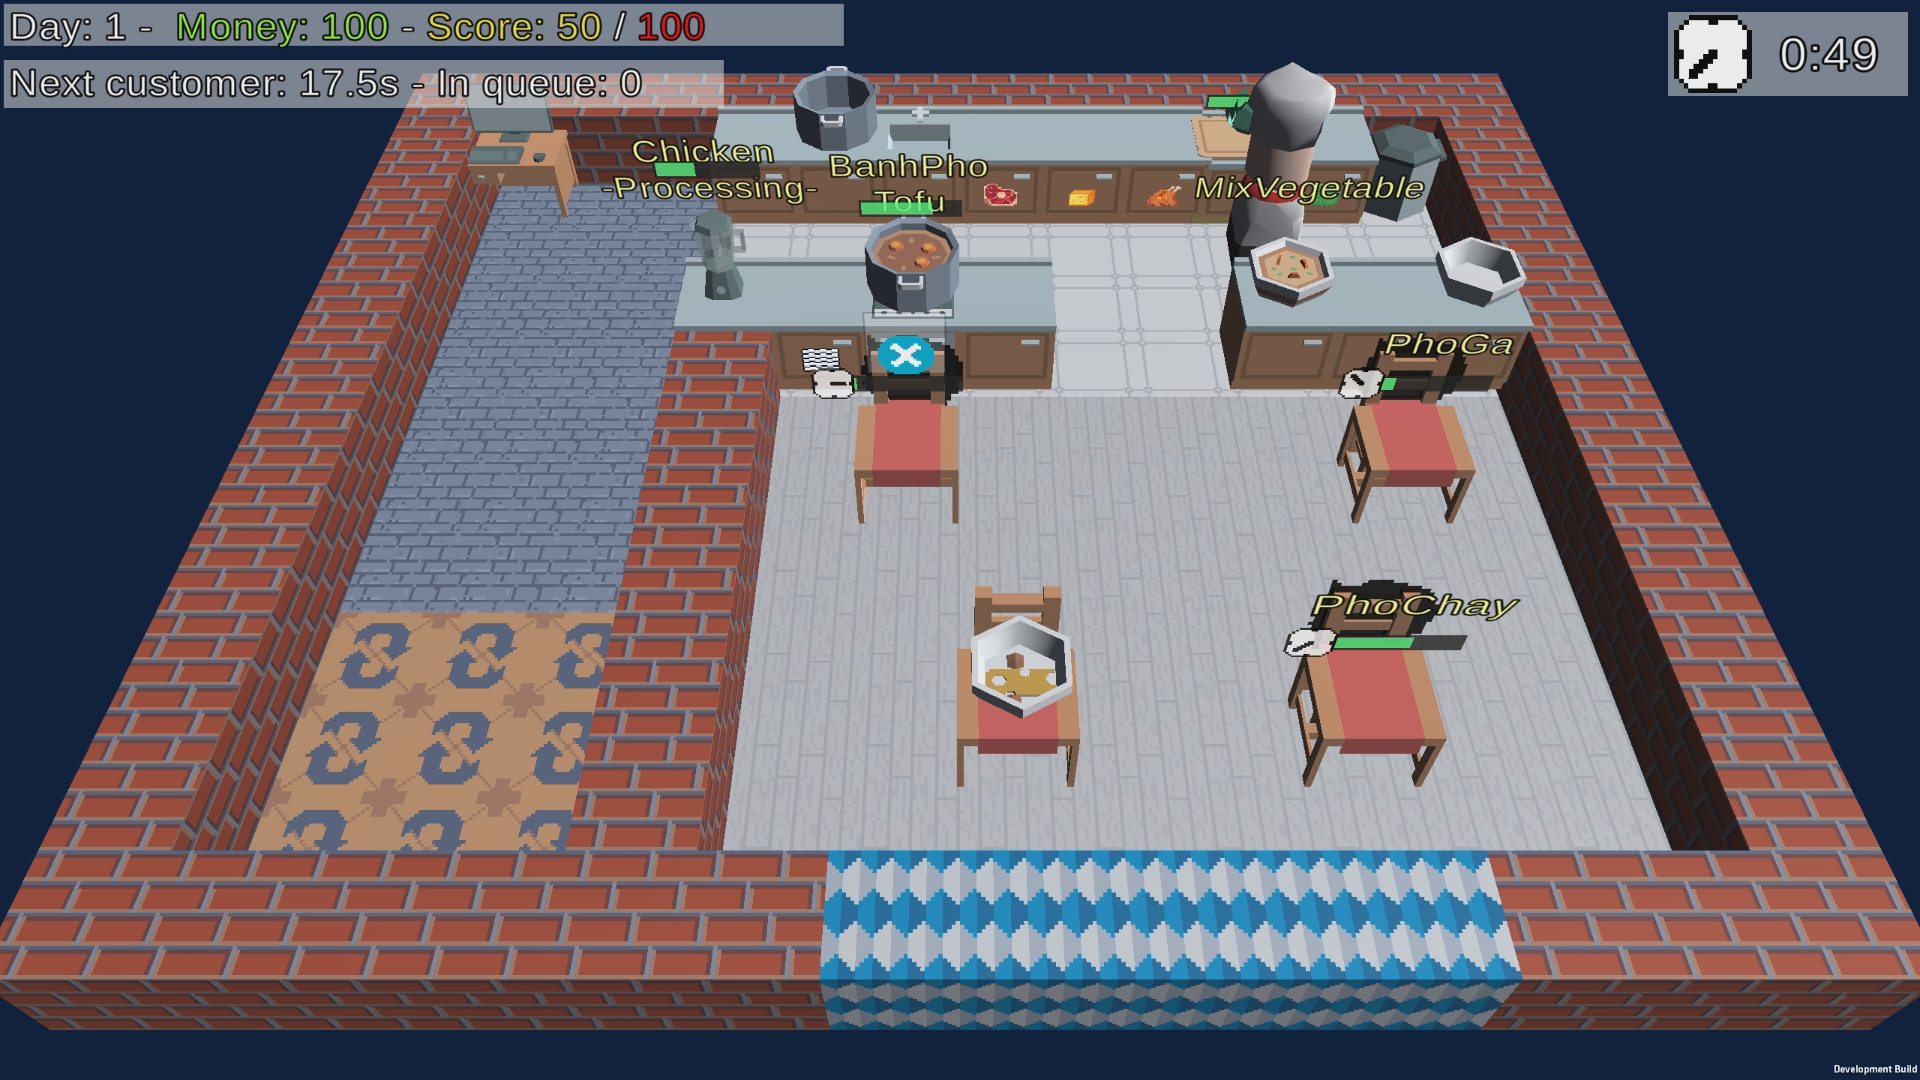 Day: 1 - Money: 100 - Score: 50 / 100
Next customer: 17.5s - In queue: 0
0:49
Chicken
-Processing-
BanhPho
Tofu
MixVegetable
PhoGa
PhoChay
Development Build